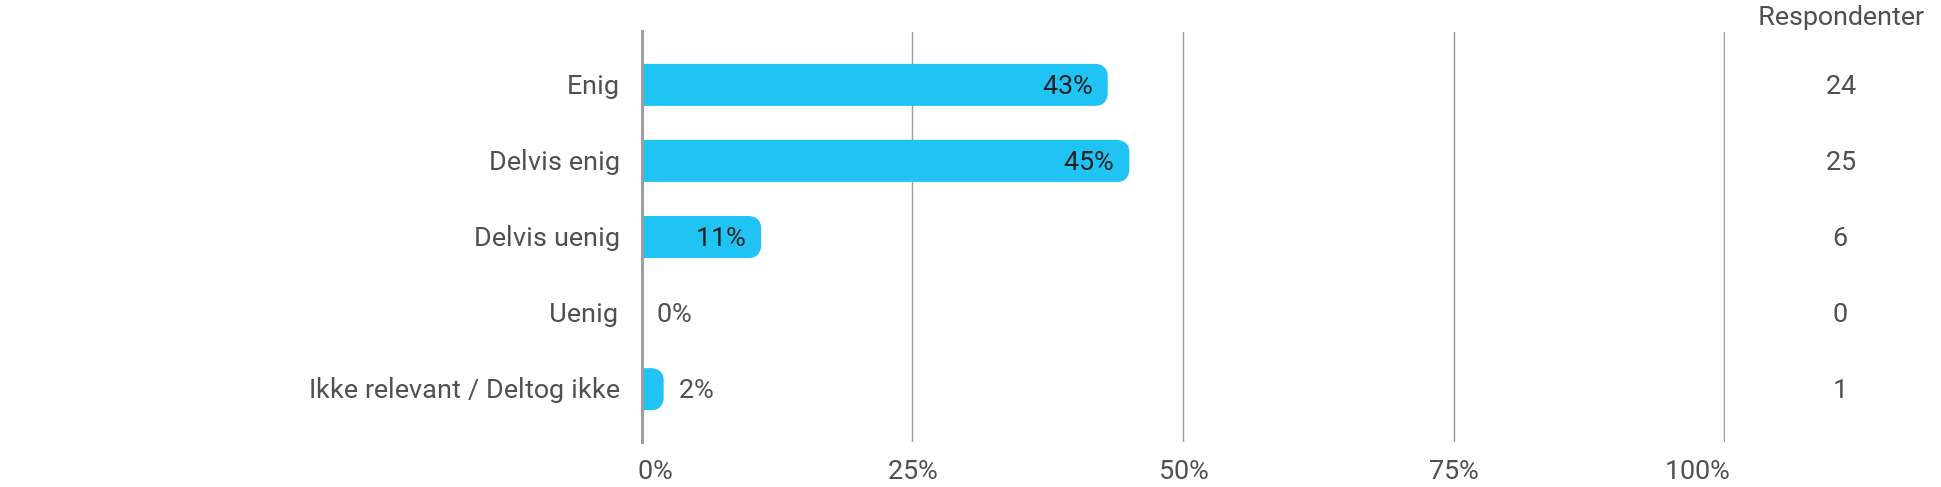 Respondenter
Enig 43% 24
Delvis enig 45% 25
Delvis uenig 11% 6
Uenig 0% 0
Ikke relevant / Deltog ikke 2% 1
0% 25% 50% 75% 100%